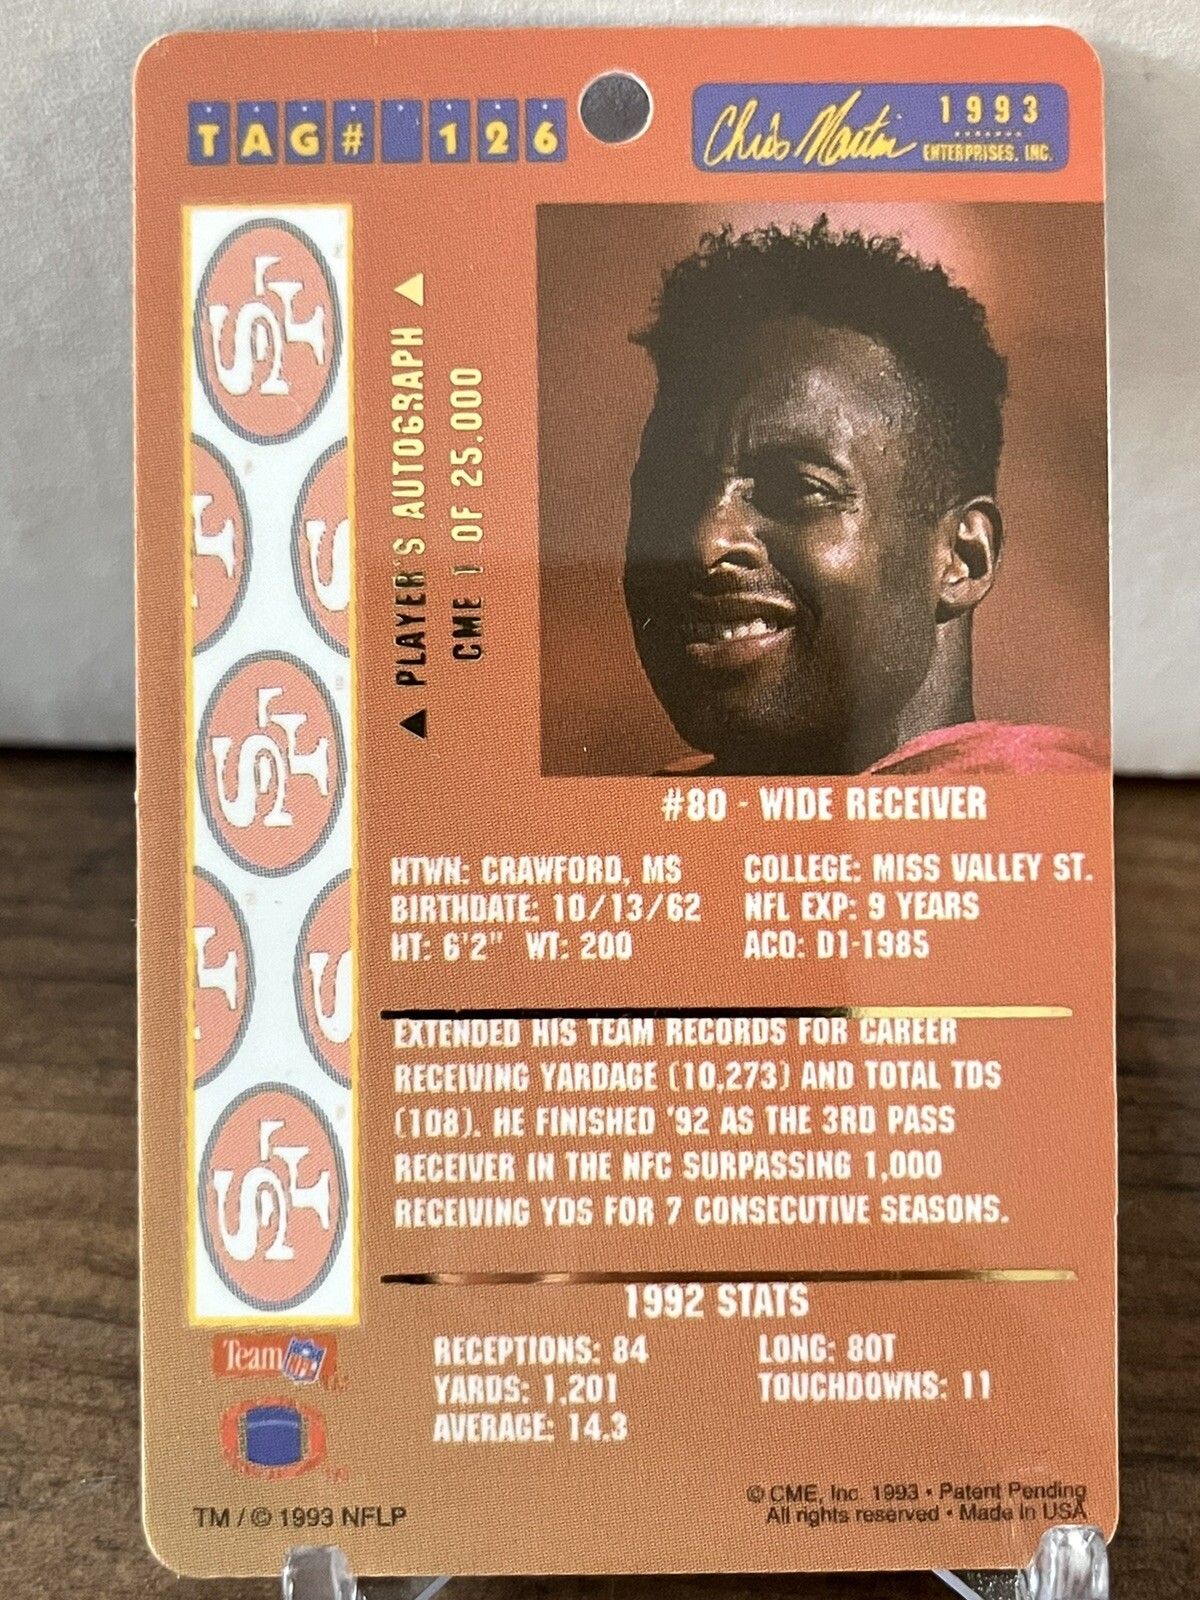 TAG# 126
Chris Martin 1993
ENTERPRISES, INC.
▲ PLAYER'S AUTOGRAPH ▲
CME 1 OF 25.000
SF
SF
SF
#80 - WIDE RECEIVER
HTWN: CRAWFORD, MS COLLEGE: MISS VALLEY ST.
BIRTHDATE: 10/13/62 NFL EXP: 9 YEARS
HT: 6'2" WT: 200 ACQ: D1-1985
EXTENDED HIS TEAM RECORDS FOR CAREER
RECEIVING YARDAGE (10,273) AND TOTAL TDS
(108). HE FINISHED '92 AS THE 3RD PASS
RECEIVER IN THE NFC SURPASSING 1,000
RECEIVING YDS FOR 7 CONSECUTIVE SEASONS.
1992 STATS
RECEPTIONS: 84 LONG: 80T
YARDS: 1,201 TOUCHDOWNS: 11
AVERAGE: 14.3
Team NFL TM
TM / © 1993 NFLP
© CME, Inc. 1993 • Patent Pending
All rights reserved • Made In USA